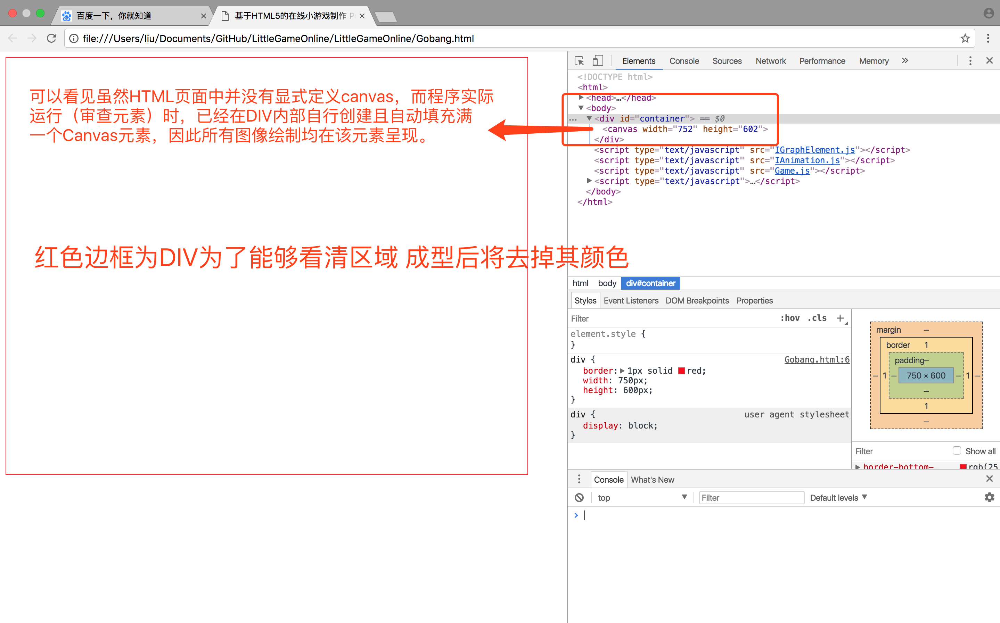 百度一下，你就知道
基于HTML5的在线小游戏制作
file:///Users/liu/Documents/GitHub/LittleGameOnline/LittleGameOnline/Gobang.html
可以看见虽然HTML页面中并没有显式定义canvas，而程序实际
运行（审查元素）时，已经在DIV内部自行创建且自动填充满
一个Canvas元素，因此所有图像绘制均在该元素呈现。
红色边框为DIV为了能够看清区域 成型后将去掉其颜色
Elements Console Sources Network Performance Memory »
<!DOCTYPE html>
<html>
<head>…</head>
<body>
… <div id="container"> == $0
<canvas width="752" height="602">
</div>
<script type="text/javascript" src="IGraphElement.js"></script>
<script type="text/javascript" src="IAnimation.js"></script>
<script type="text/javascript" src="Game.js"></script>
<script type="text/javascript">…</script>
</body>
</html>
html body div#container
Styles Event Listeners DOM Breakpoints Properties
Filter :hov .cls +
element.style {
}
div { Gobang.html:6
border: 1px solid red;
width: 750px;
height: 600px;
}
div { user agent stylesheet
display: block;
}
margin –
border 1
padding –
– 1 – 750 × 600 – 1 –
–
1
–
Filter Show all
border-bottom- rgb(25
Console What's New
top Filter Default levels
>